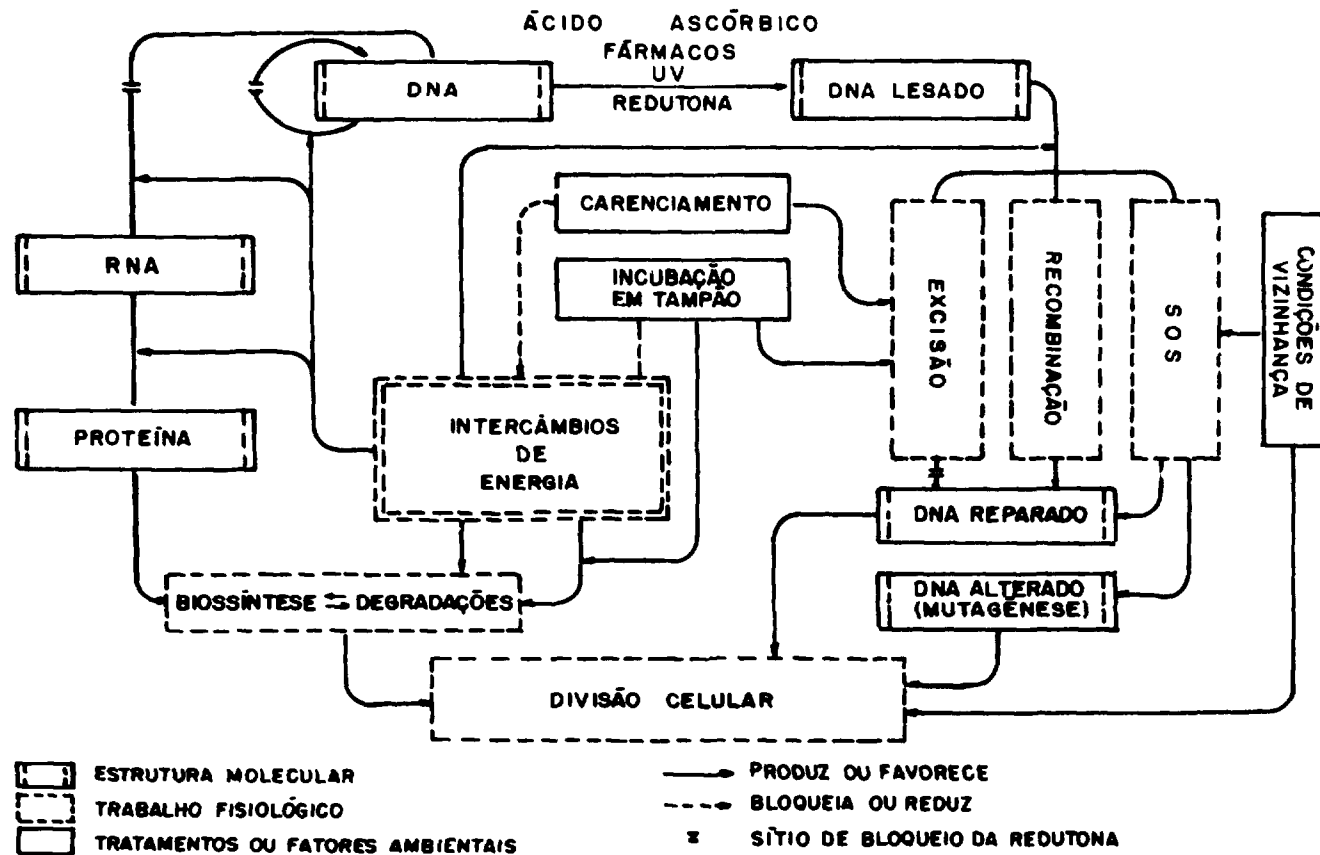 ÁCIDO ASCÓRBICO
FÁRMACOS
UV
REDUTONA
DNA
DNA LESADO
CARENCIAMENTO
INCUBAÇÃO
EM TAMPÃO
RNA
EXCISÃO
RECOMBINAÇÃO
SOS
CONDIÇÕES DE
VIZINHANÇA
PROTEÍNA
INTERCÂMBIOS
DE
ENERGIA
DNA REPARADO
BIOSSÍNTESE ⇆ DEGRADAÇÕES
DNA ALTERADO
(MUTAGÊNESE)
DIVISÃO CELULAR
ESTRUTURA MOLECULAR
TRABALHO FISIOLÓGICO
TRATAMENTOS OU FATORES AMBIENTAIS
PRODUZ OU FAVORECE
BLOQUEIA OU REDUZ
SÍTIO DE BLOQUEIO DA REDUTONA